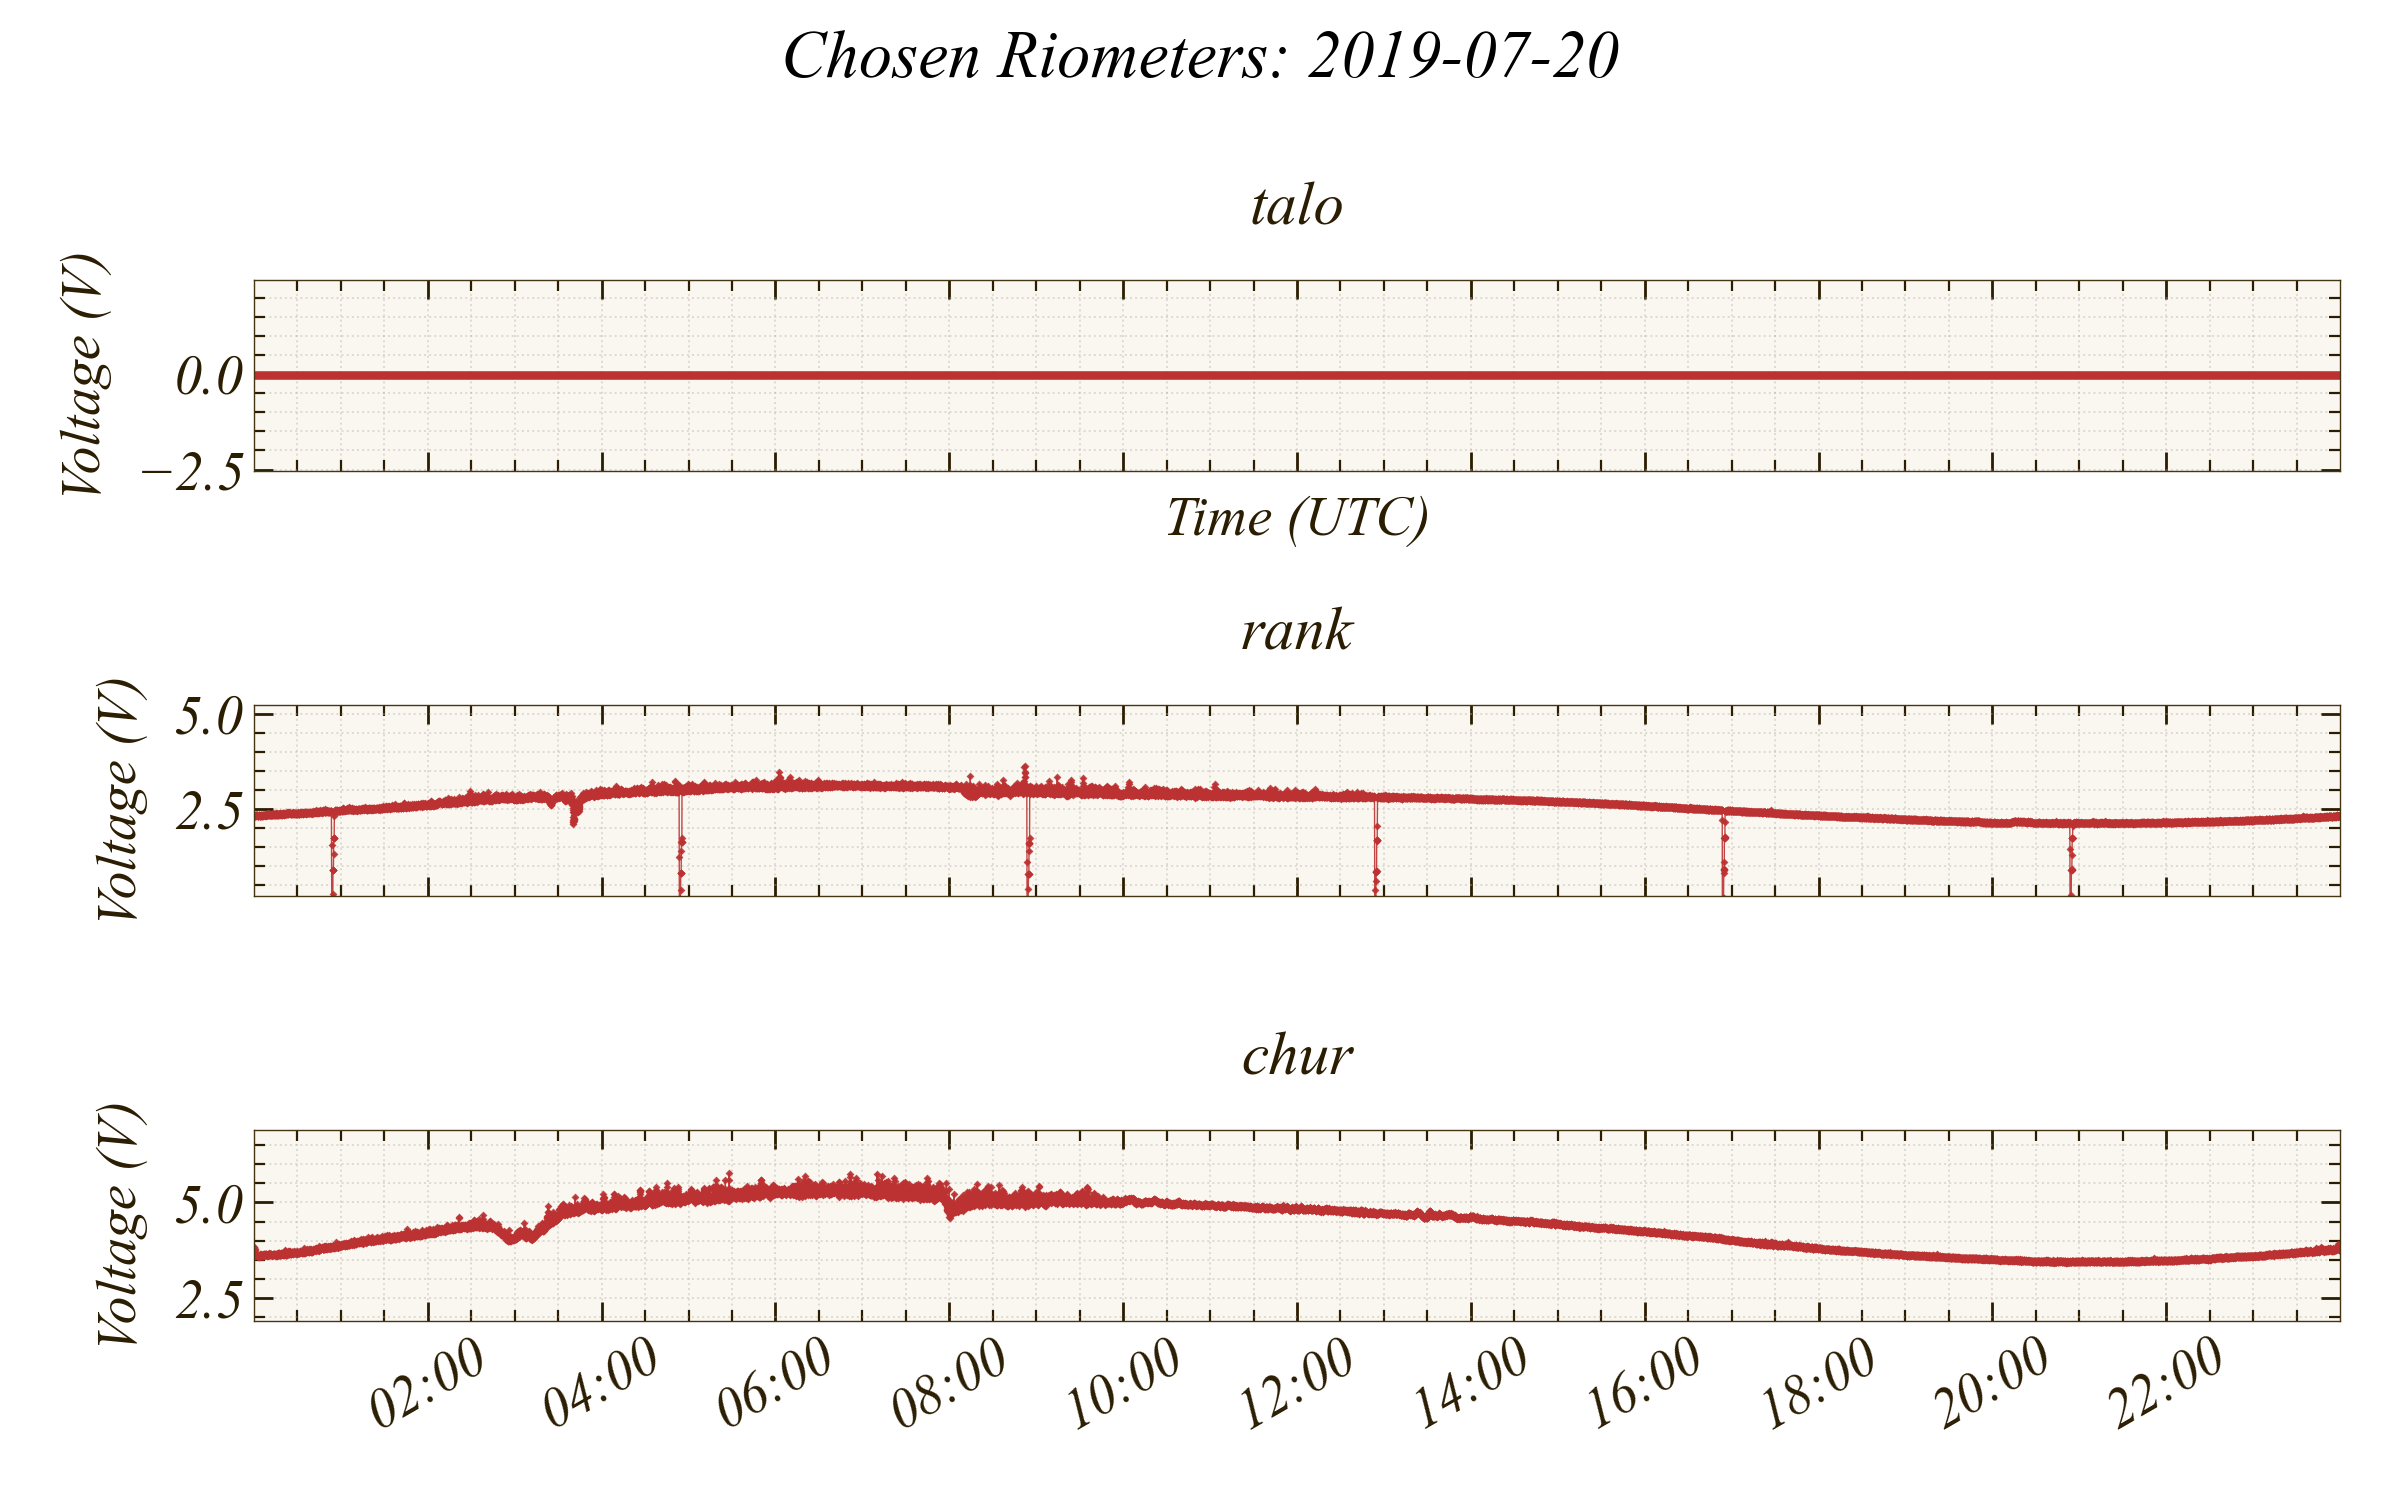 Chosen Riometers: 2019-07-20
talo
Voltage (V)
0.0
−2.5
Time (UTC)
rank
Voltage (V)
5.0
2.5
chur
Voltage (V)
5.0
2.5
02:00 04:00 06:00 08:00 10:00 12:00 14:00 16:00 18:00 20:00 22:00